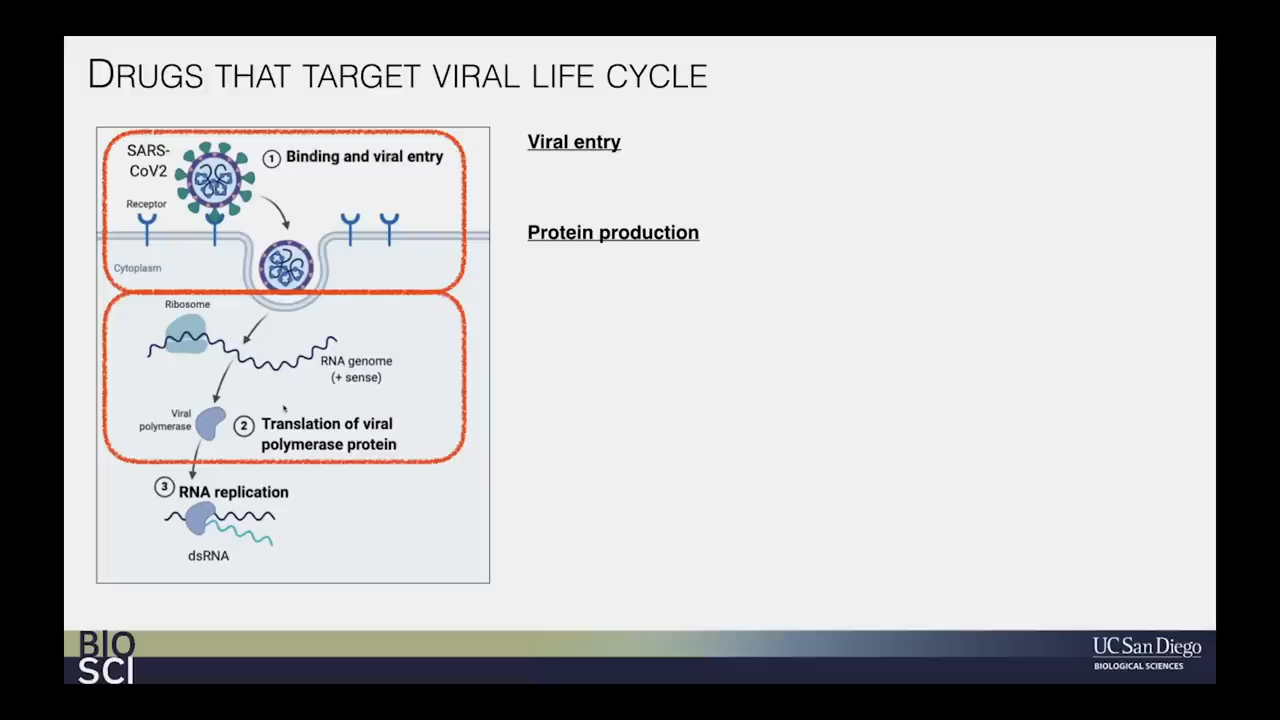 DRUGS THAT TARGET VIRAL LIFE CYCLE
SARS-
CoV2
1 Binding and viral entry
Receptor
Cytoplasm
Ribosome
RNA genome
(+ sense)
Viral
polymerase
2 Translation of viral
polymerase protein
3 RNA replication
dsRNA
Viral entry
Protein production
BIO
SCI
UC San Diego
BIOLOGICAL SCIENCES